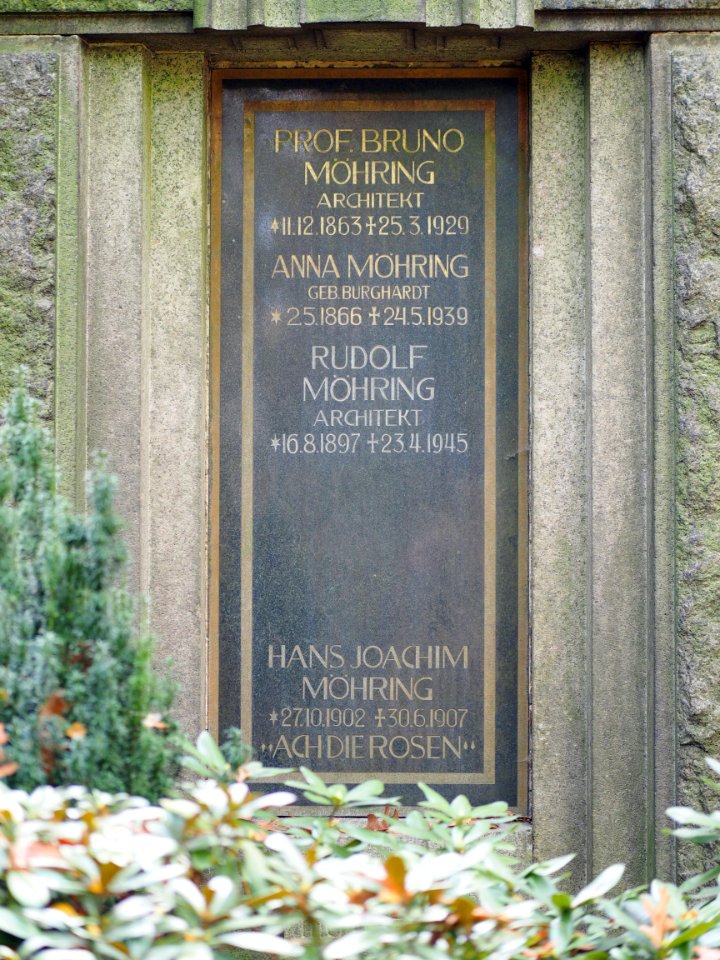 PROF. BRUNO
MÖHRING
ARCHITEKT
*11.12.1863 ✝25.3.1929
ANNA MÖHRING
GEB. BURGHARDT
*2.5.1866 ✝24.5.1939
RUDOLF
MÖHRING
ARCHITEKT
*16.8.1897 ✝23.4.1945
HANS JOACHIM
MÖHRING
*27.10.1902 ✝30.6.1907
„ACH DIE ROSEN“